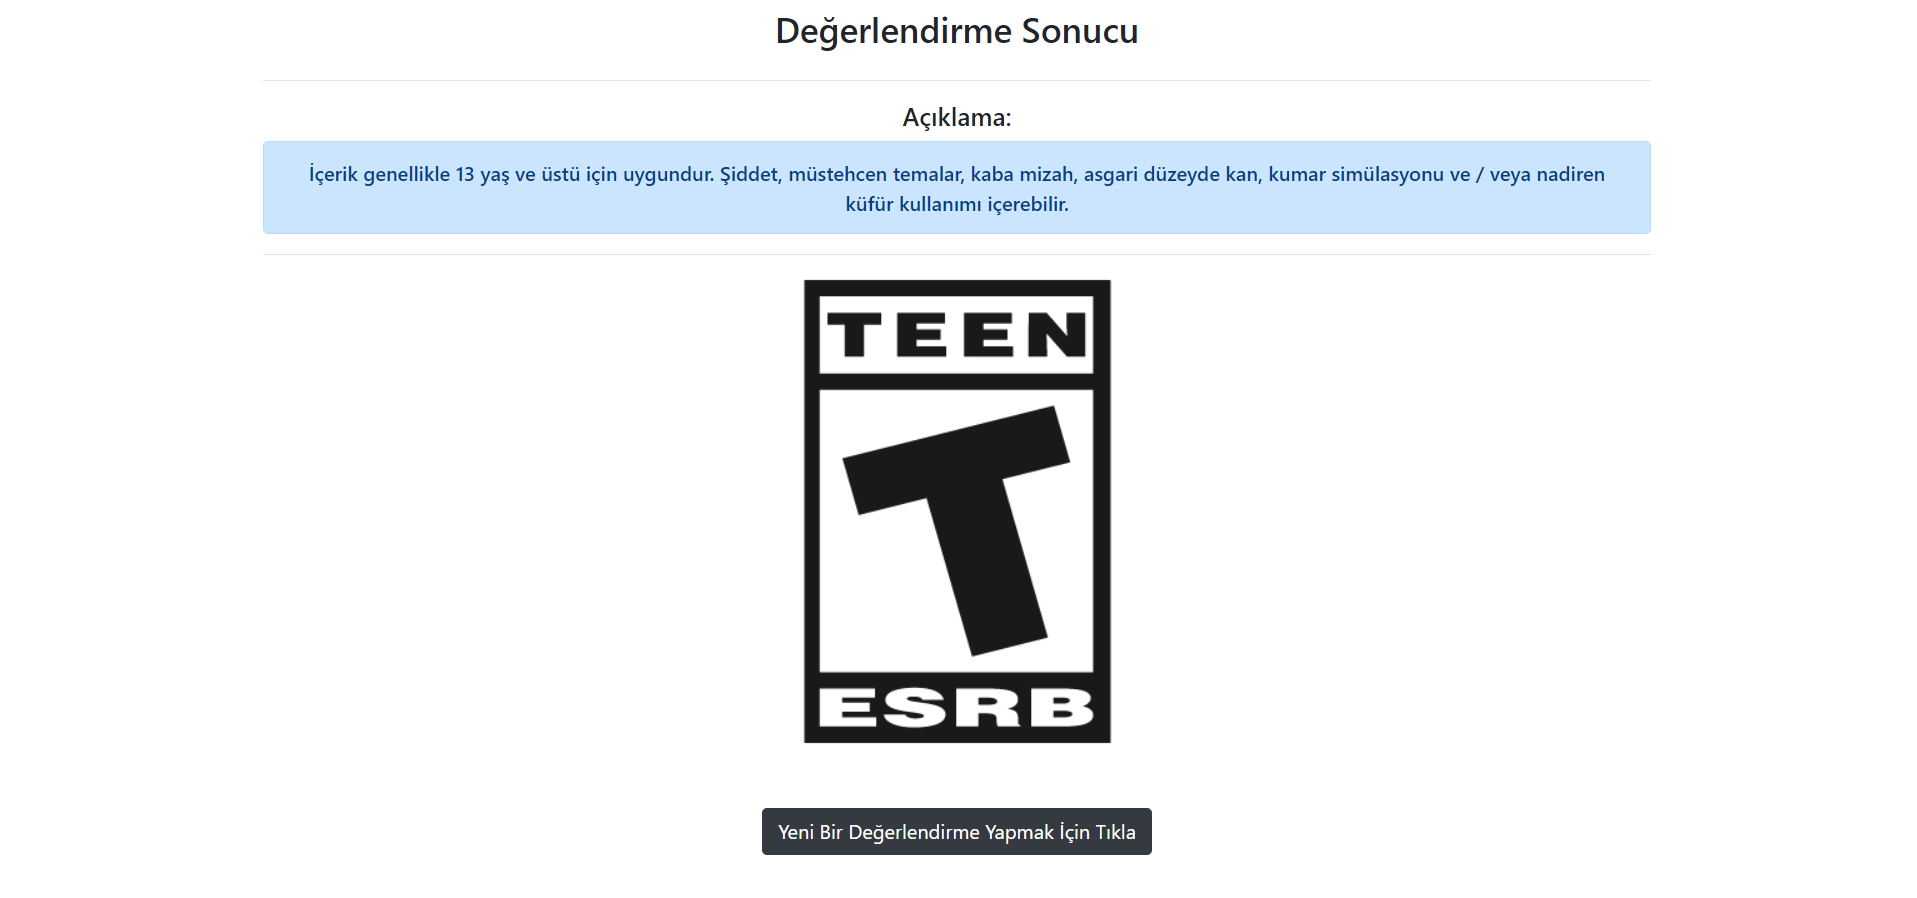 Değerlendirme Sonucu
Açıklama:
İçerik genellikle 13 yaş ve üstü için uygundur. Şiddet, müstehcen temalar, kaba mizah, asgari düzeyde kan, kumar simülasyonu ve / veya nadiren
küfür kullanımı içerebilir.
TEEN
T
ESRB
Yeni Bir Değerlendirme Yapmak İçin Tıkla